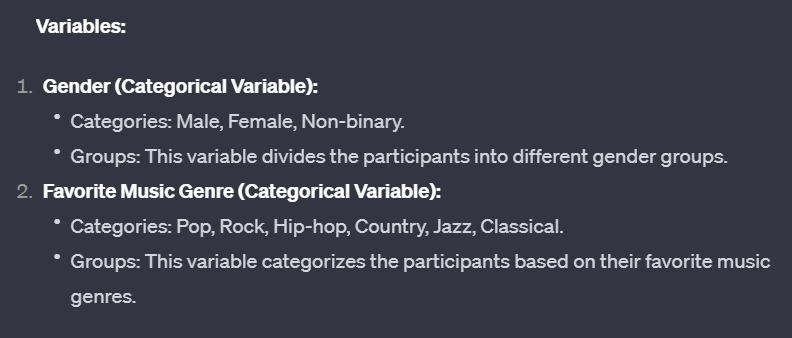 Variables:
1. Gender (Categorical Variable):
• Categories: Male, Female, Non-binary.
• Groups: This variable divides the participants into different gender groups.
2. Favorite Music Genre (Categorical Variable):
• Categories: Pop, Rock, Hip-hop, Country, Jazz, Classical.
• Groups: This variable categorizes the participants based on their favorite music
genres.